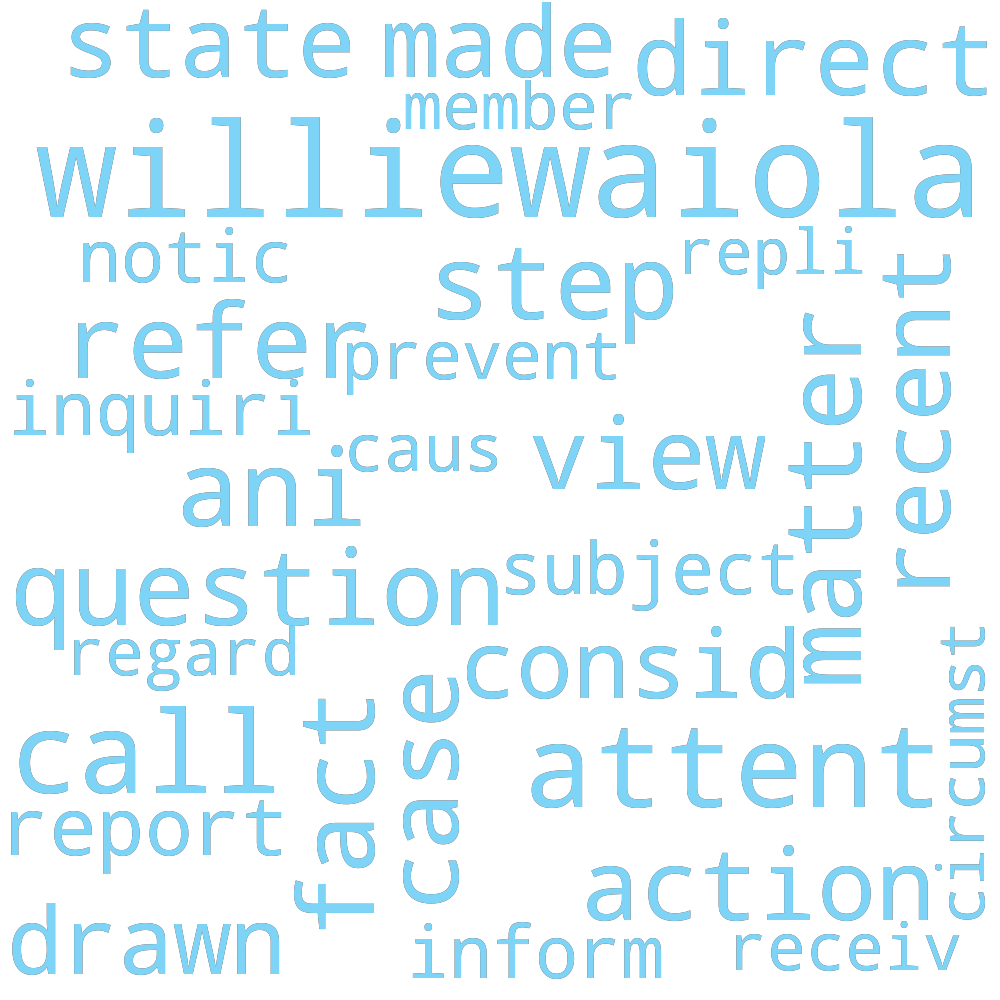 state made direct
member
williewaiola
notic step repli
refer prevent
inquiri caus view
ani matter recent
question subject
regard consid
call fact case attent circumst
report action
drawn inform receiv